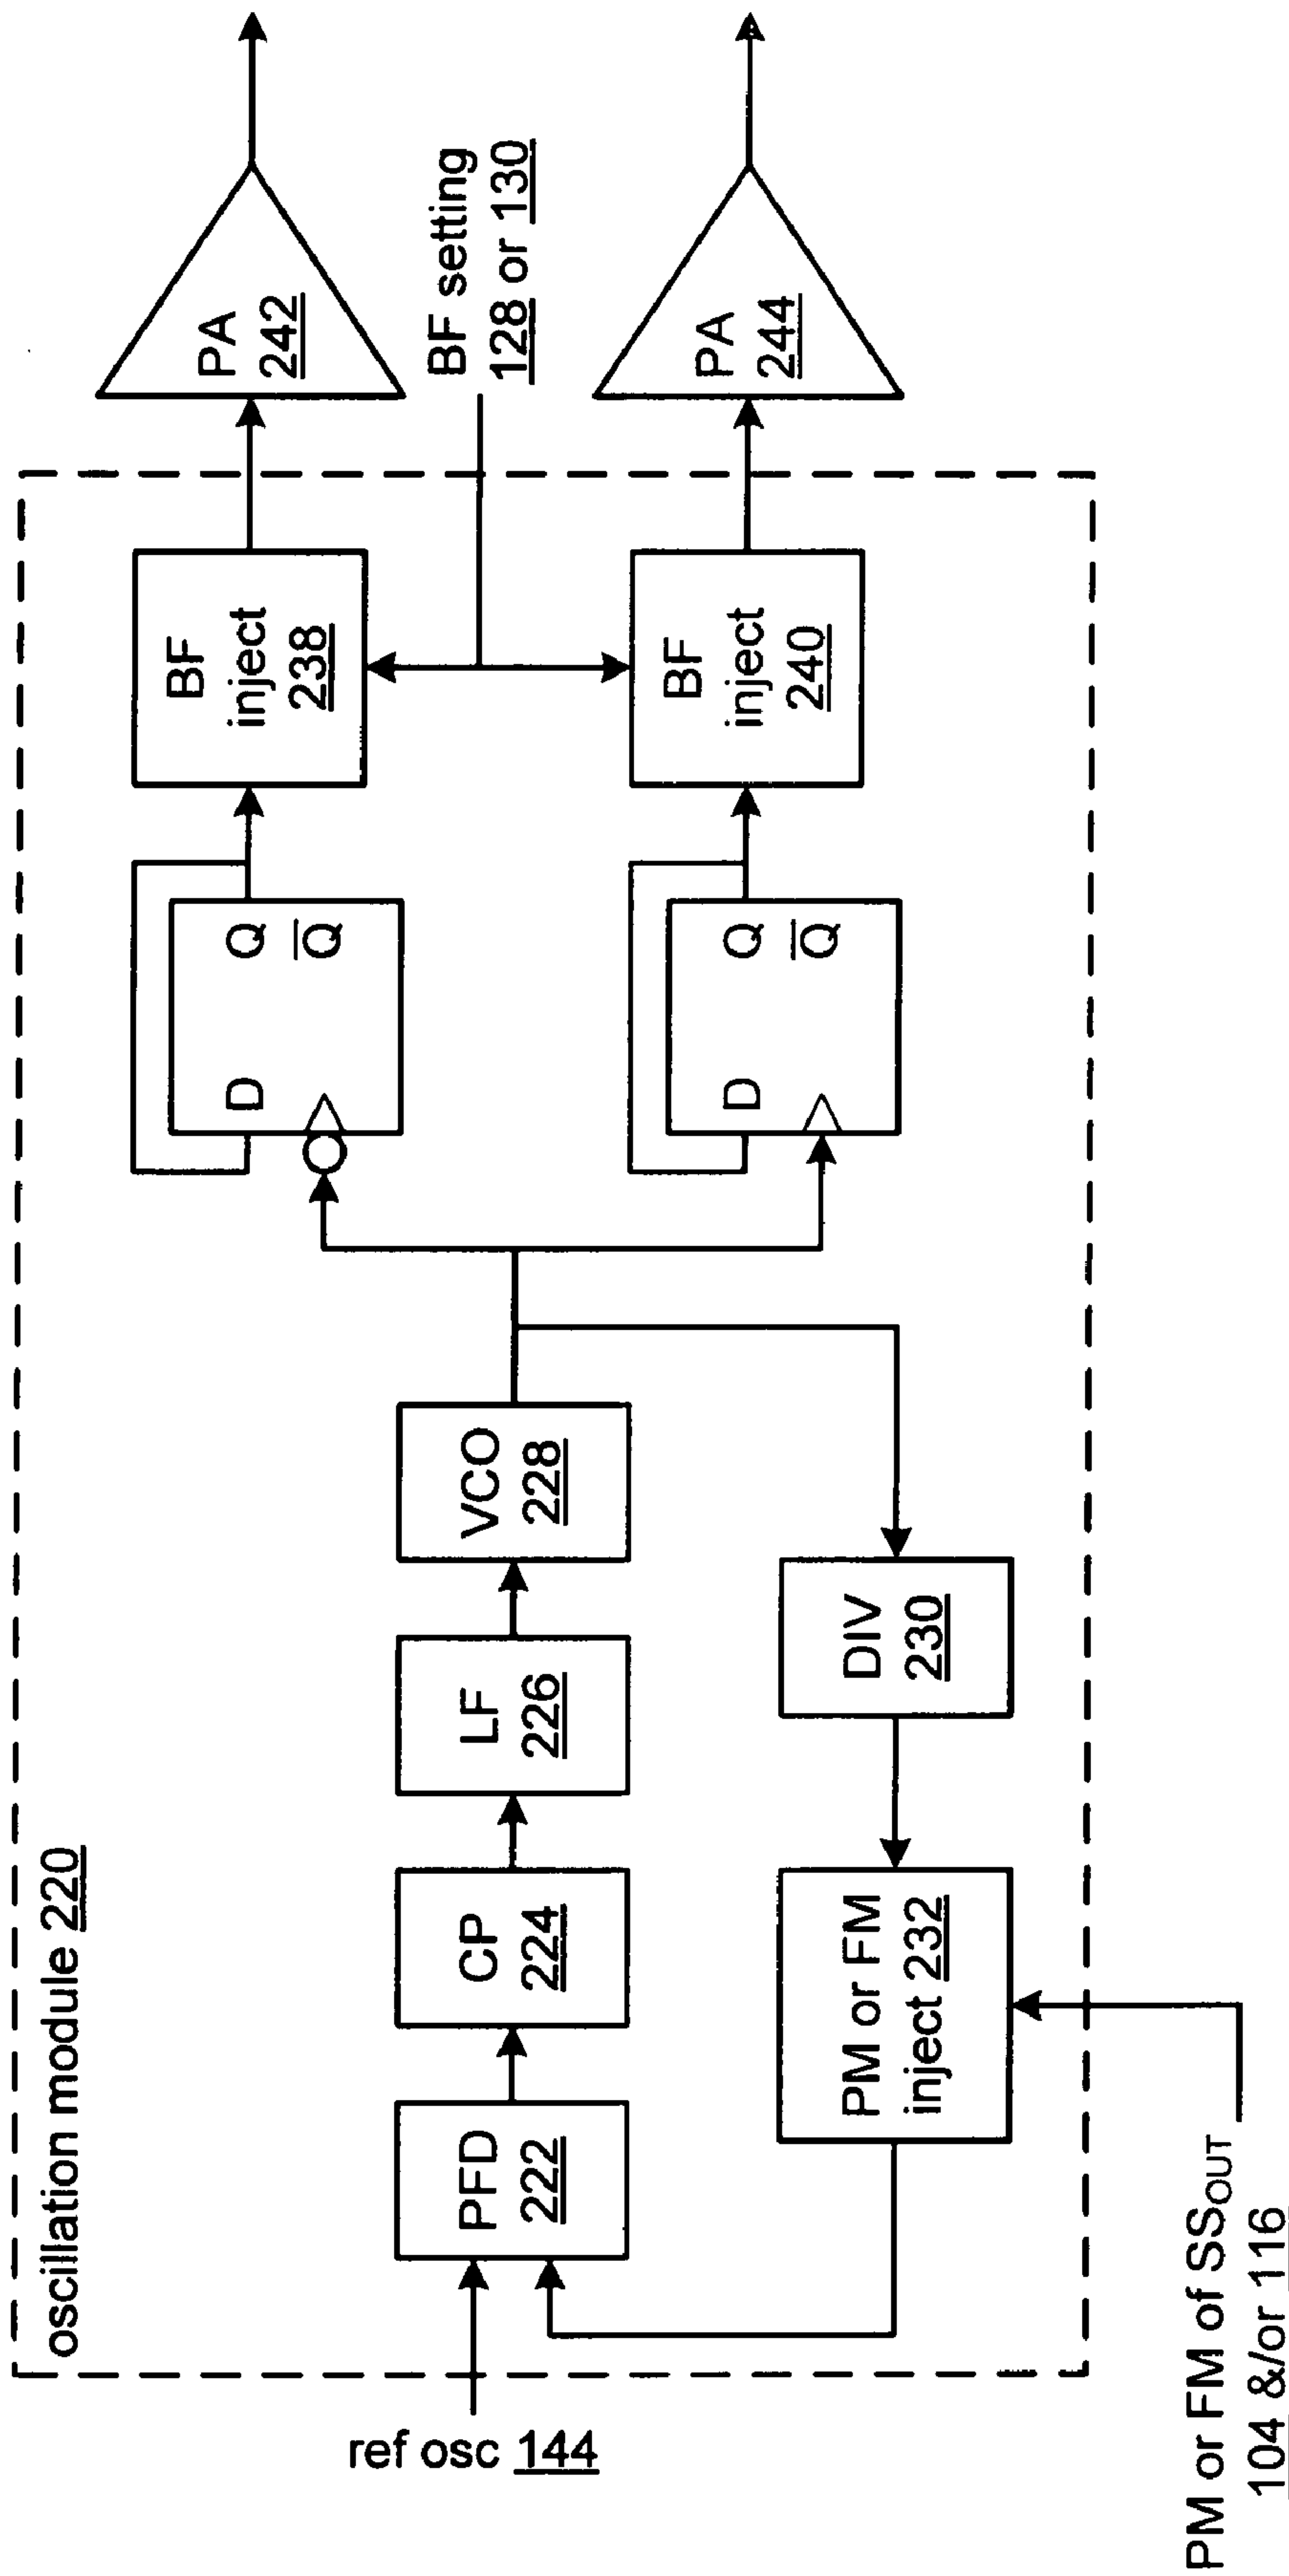 oscillation module 220
ref osc 144
PFD
222
CP
224
LF
226
VCO
228
DIV
230
PM or FM
inject 232
PM or FM of SSOUT
104 &/or 116
D
Q
Q
D
Q
Q
BF
inject
238
BF
inject
240
BF setting
128 or 130
PA
242
PA
244